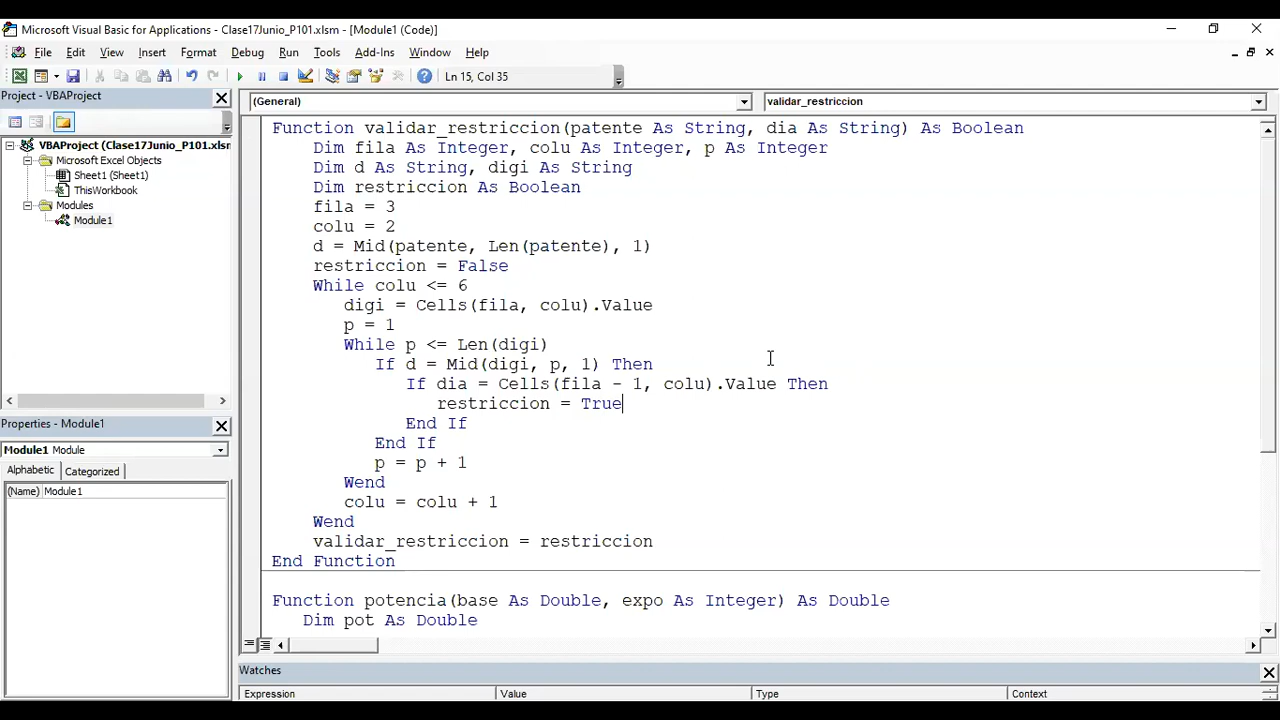 Microsoft Visual Basic for Applications - Clase17Junio_P101.xlsm - [Module1 (Code)]
File Edit View Insert Format Debug Run Tools Add-Ins Window Help
Ln 15, Col 35
Project - VBAProject
VBAProject (Clase17Junio_P101.xlsm
Microsoft Excel Objects
Sheet1 (Sheet1)
ThisWorkbook
Modules
Module1
Properties - Module1
Module1 Module
Alphabetic Categorized
(Name) Module1
(General) validar_restriccion
Function validar_restriccion(patente As String, dia As String) As Boolean
Dim fila As Integer, colu As Integer, p As Integer
Dim d As String, digi As String
Dim restriccion As Boolean
fila = 3
colu = 2
d = Mid(patente, Len(patente), 1)
restriccion = False
While colu <= 6
digi = Cells(fila, colu).Value
p = 1
While p <= Len(digi)
If d = Mid(digi, p, 1) Then
If dia = Cells(fila - 1, colu).Value Then
restriccion = True
End If
End If
p = p + 1
Wend
colu = colu + 1
Wend
validar_restriccion = restriccion
End Function
Function potencia(base As Double, expo As Integer) As Double
Dim pot As Double
Watches
Expression Value Type Context